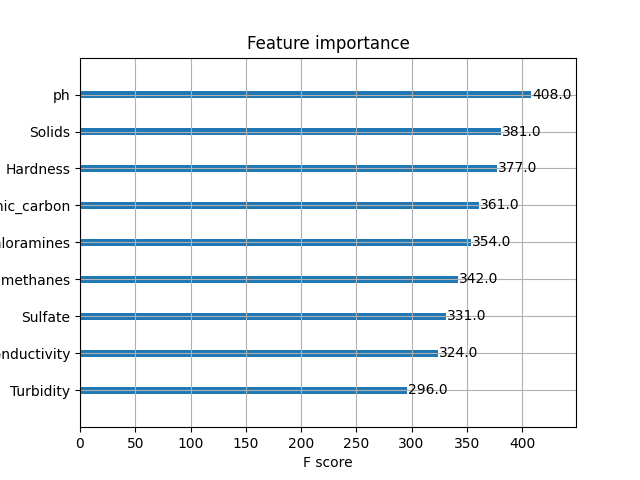 Feature importance
ph 408.0
Solids 381.0
Hardness 377.0
nic_carbon 361.0
loramines 354.0
methanes 342.0
Sulfate 331.0
onductivity 324.0
Turbidity 296.0
0 50 100 150 200 250 300 350 400
F score